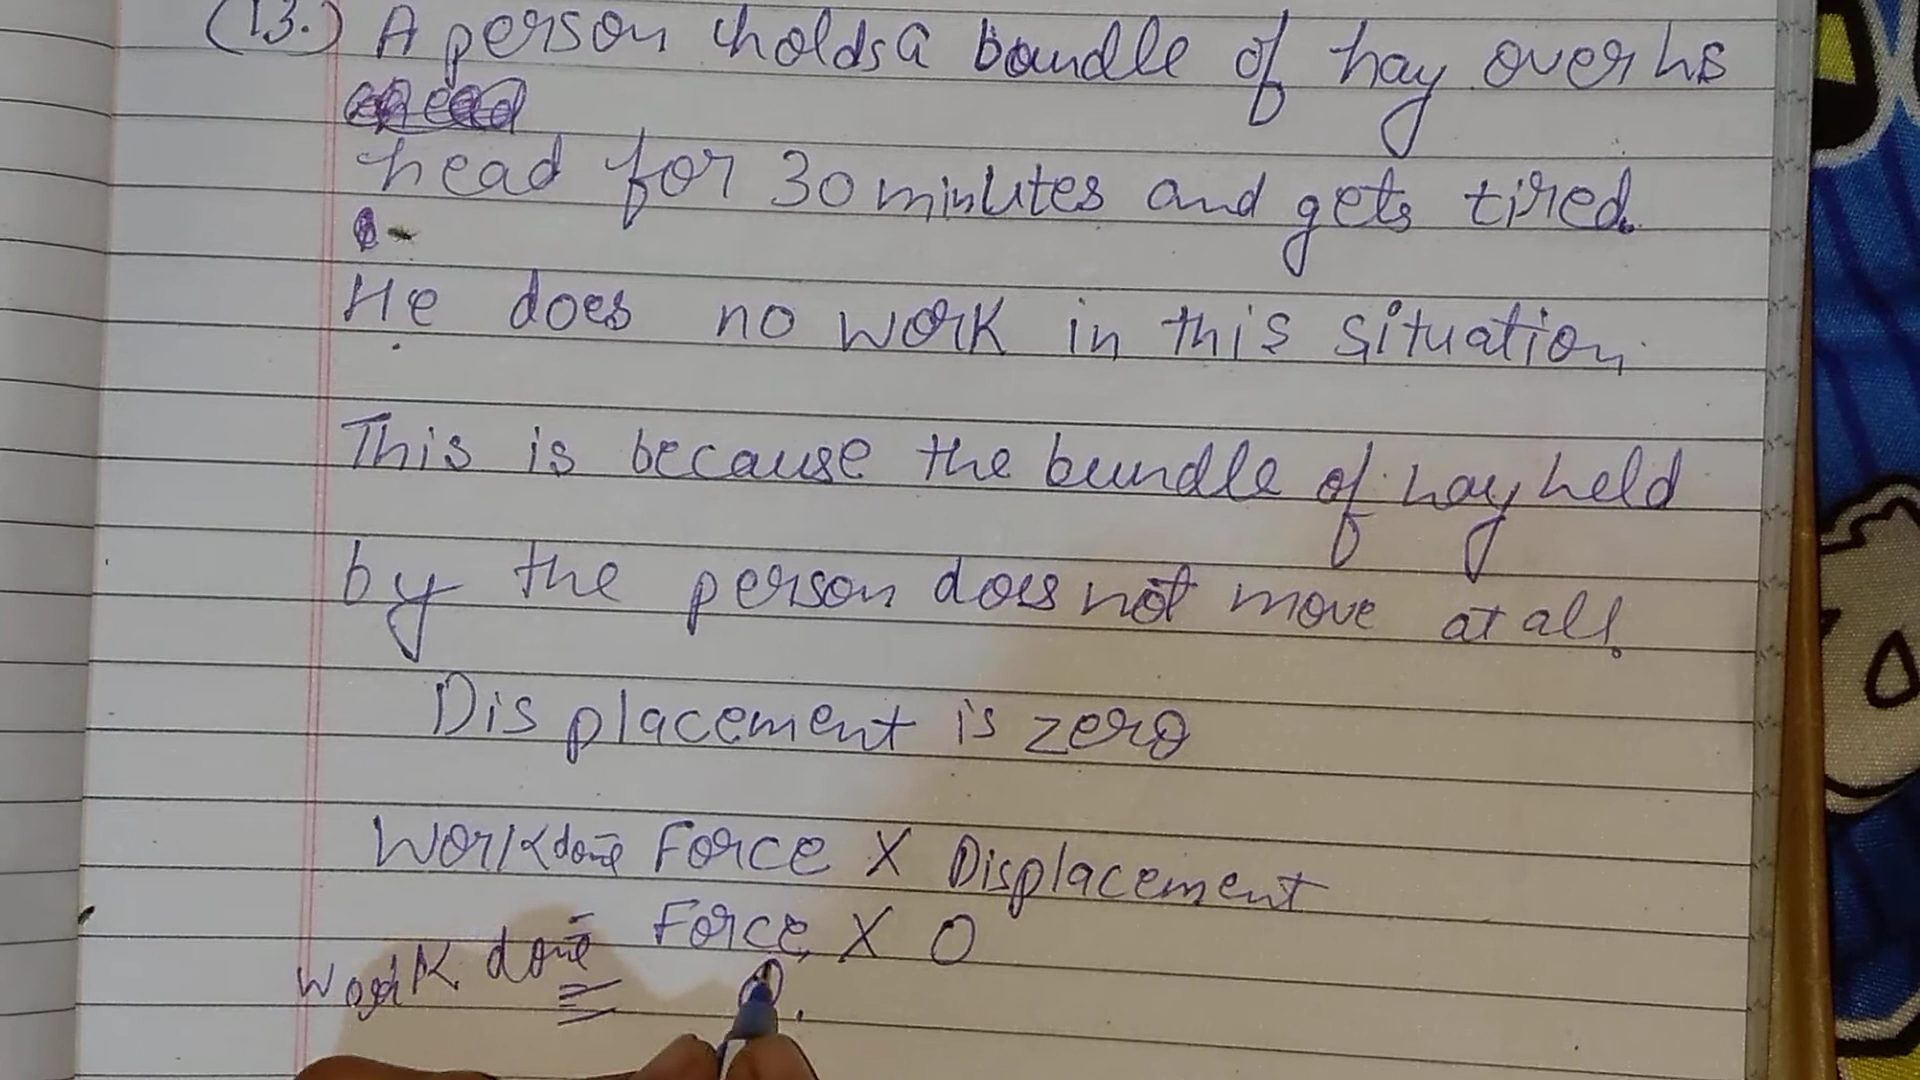 (13.) A person holds a boundle of hay over his
head for 30 minutes and gets tired.
He does no work in this situation
This is because the bundle of hay held
by the person does not move at all.
Displacement is zero
Work done = Force X Displacement
= Force X 0
Work done = 0.